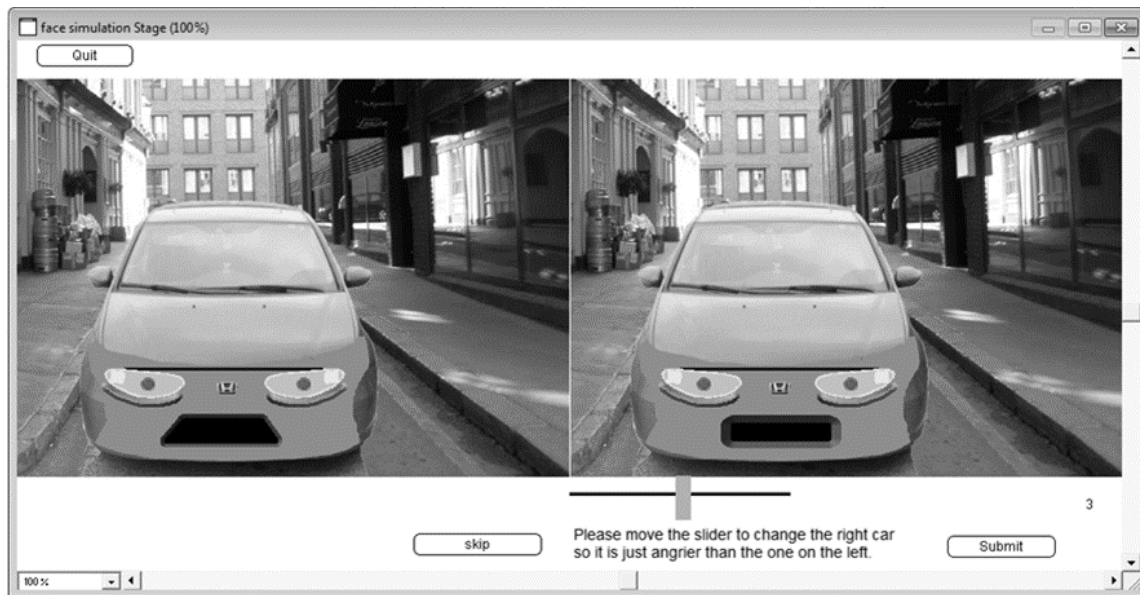 face simulation Stage (100%)
Quit
3
skip
Please move the slider to change the right car
so it is just angrier than the one on the left.
Submit
100 %